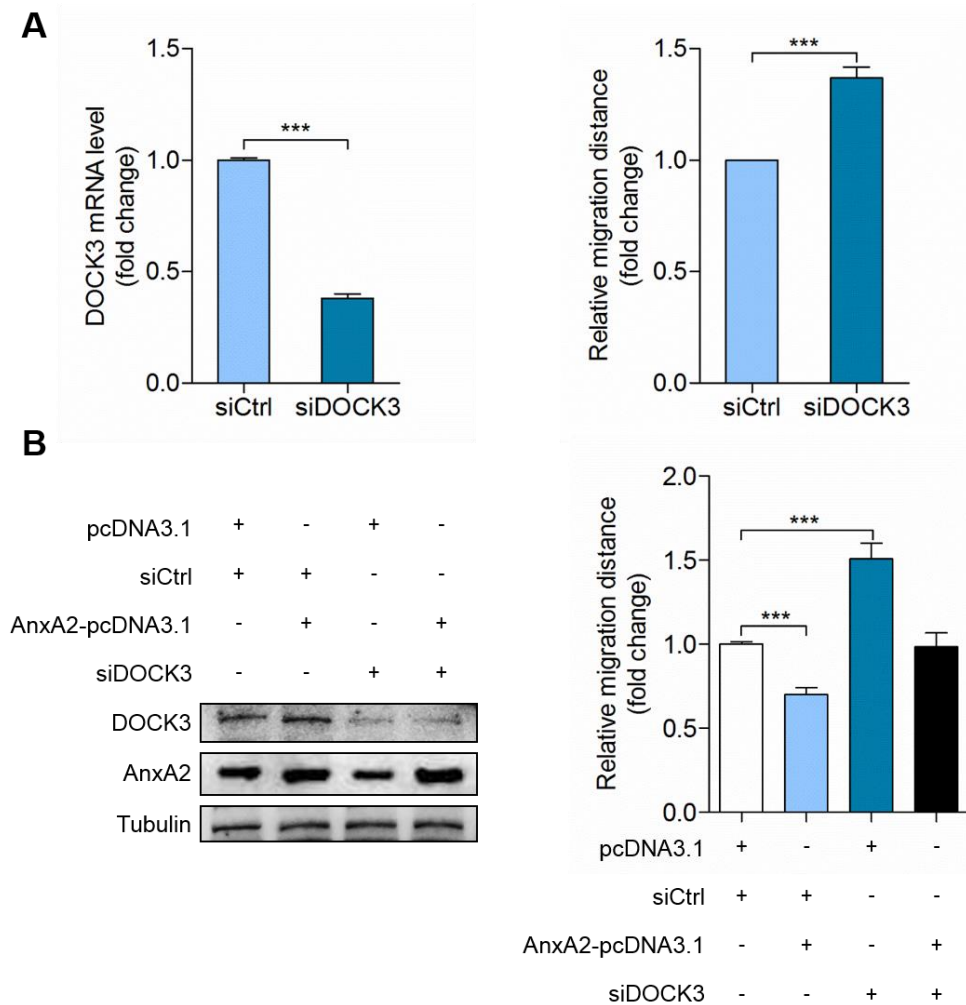 A
DOCK3 mRNA level
(fold change)
1.5
1.0
0.5
0.0
***
siCtrl siDOCK3
Relative migration distance
(fold change)
1.5
1.0
0.5
0.0
***
siCtrl siDOCK3
B
pcDNA3.1 + - + -
siCtrl + + - -
AnxA2-pcDNA3.1 - + - +
siDOCK3 - - + +
DOCK3
AnxA2
Tubulin
Relative migration distance
(fold change)
2.0
1.5
1.0
0.5
0.0
***
***
pcDNA3.1 + - + -
siCtrl + + - -
AnxA2-pcDNA3.1 - + - +
siDOCK3 - - + +